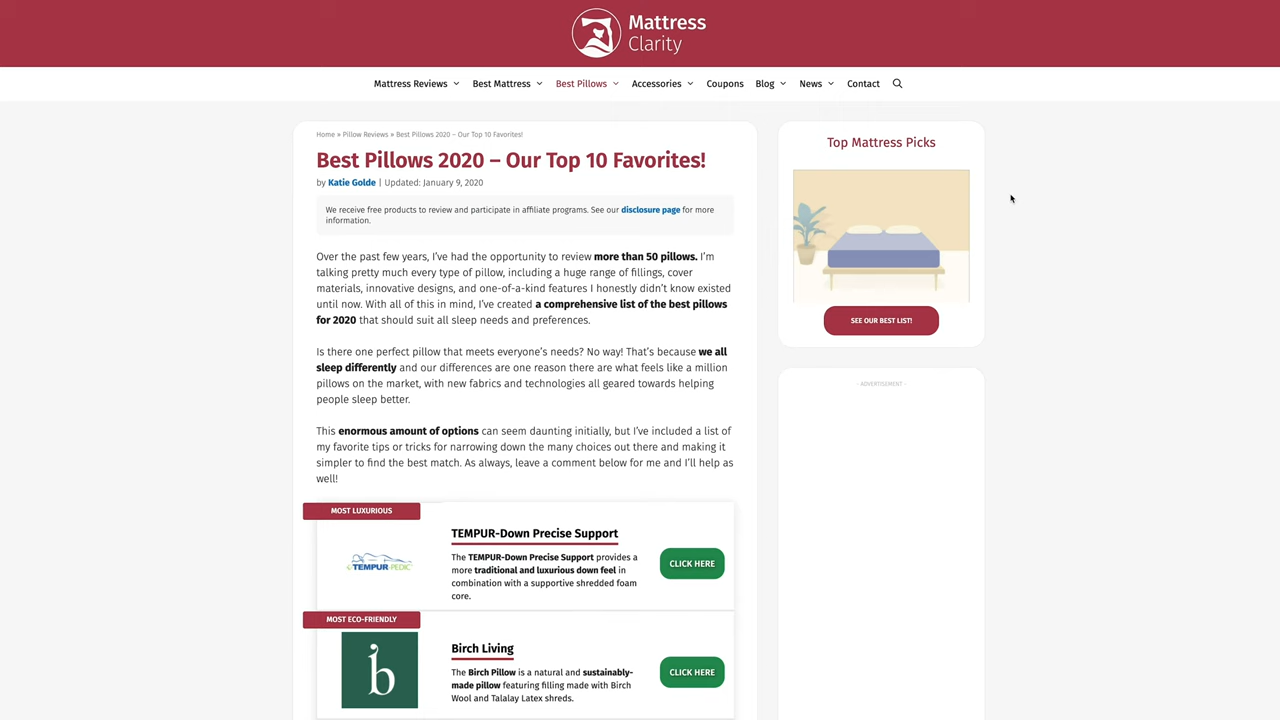 Mattress
Clarity
Mattress Reviews Best Mattress Best Pillows Accessories Coupons Blog News Contact
Home » Pillow Reviews » Best Pillows 2020 – Our Top 10 Favorites!
Best Pillows 2020 – Our Top 10 Favorites!
by Katie Golde | Updated: January 9, 2020
We receive free products to review and participate in affiliate programs. See our disclosure page for more
information.
Over the past few years, I've had the opportunity to review more than 50 pillows. I'm
talking pretty much every type of pillow, including a huge range of fillings, cover
materials, innovative designs, and one-of-a-kind features I honestly didn't know existed
until now. With all of this in mind, I've created a comprehensive list of the best pillows
for 2020 that should suit all sleep needs and preferences.
Is there one perfect pillow that meets everyone's needs? No way! That's because we all
sleep differently and our differences are one reason there are what feels like a million
pillows on the market, with new fabrics and technologies all geared towards helping
people sleep better.
This enormous amount of options can seem daunting initially, but I've included a list of
my favorite tips or tricks for narrowing down the many choices out there and making it
simpler to find the best match. As always, leave a comment below for me and I'll help as
well!
MOST LUXURIOUS
TEMPUR-PEDIC
TEMPUR-Down Precise Support
The TEMPUR-Down Precise Support provides a
more traditional and luxurious down feel in
combination with a supportive shredded foam
core.
CLICK HERE
MOST ECO-FRIENDLY
b
Birch Living
The Birch Pillow is a natural and sustainably-
made pillow featuring filling made with Birch
Wool and Talalay Latex shreds.
CLICK HERE
Top Mattress Picks
SEE OUR BEST LIST!
- ADVERTISEMENT -